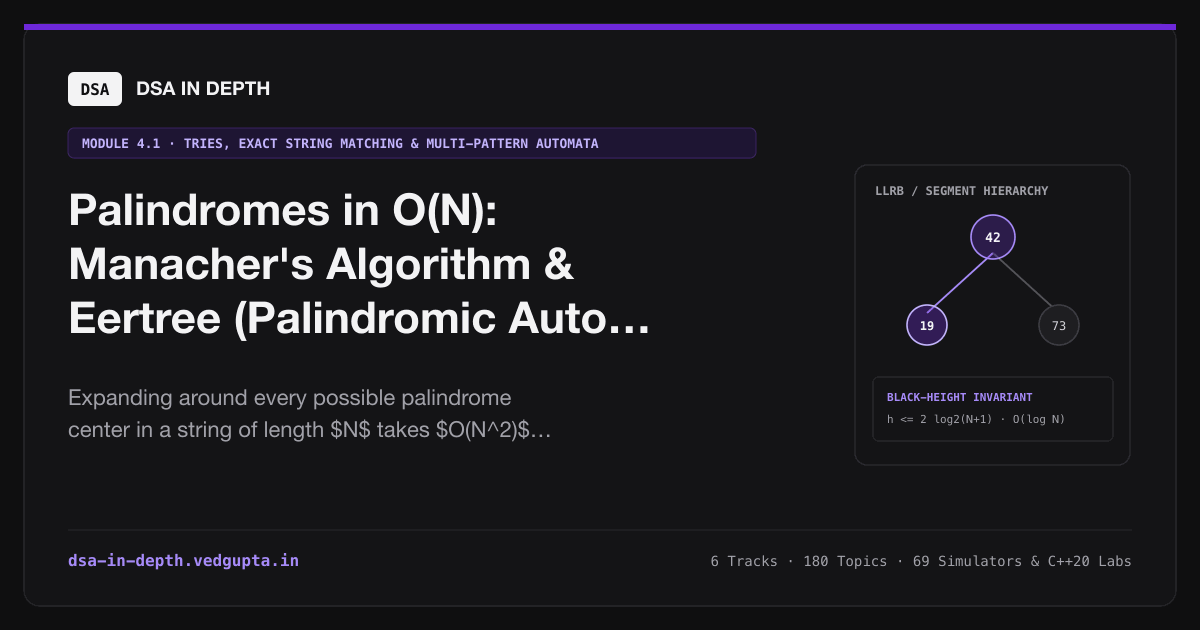 DSA
DSA IN DEPTH
MODULE 4.1 · TRIES, EXACT STRING MATCHING & MULTI-PATTERN AUTOMATA
Palindromes in O(N):
Manacher's Algorithm &
Eertree (Palindromic Auto...
Expanding around every possible palindrome
center in a string of length $N$ takes $O(N^2)$...
LLRB / SEGMENT HIERARCHY
42
19
73
BLACK-HEIGHT INVARIANT
h <= 2 log2(N+1) · O(log N)
dsa-in-depth.vedgupta.in
6 Tracks · 180 Topics · 69 Simulators & C++20 Labs